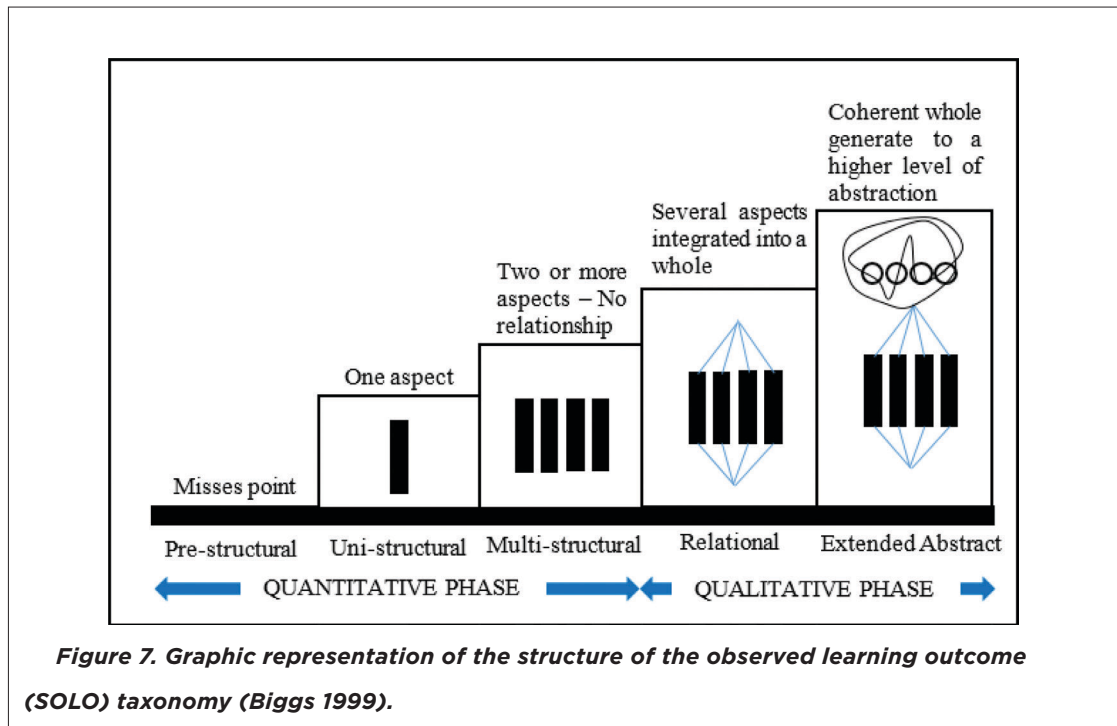 Coherent whole
generate to a
higher level of
abstraction
Several aspects
integrated into a
whole
Two or more
aspects – No
relationship
One aspect
Misses point
Pre-structural
Uni-structural
Multi-structural
Relational
Extended Abstract
QUANTITATIVE PHASE
QUALITATIVE PHASE
Figure 7. Graphic representation of the structure of the observed learning outcome
(SOLO) taxonomy (Biggs 1999).